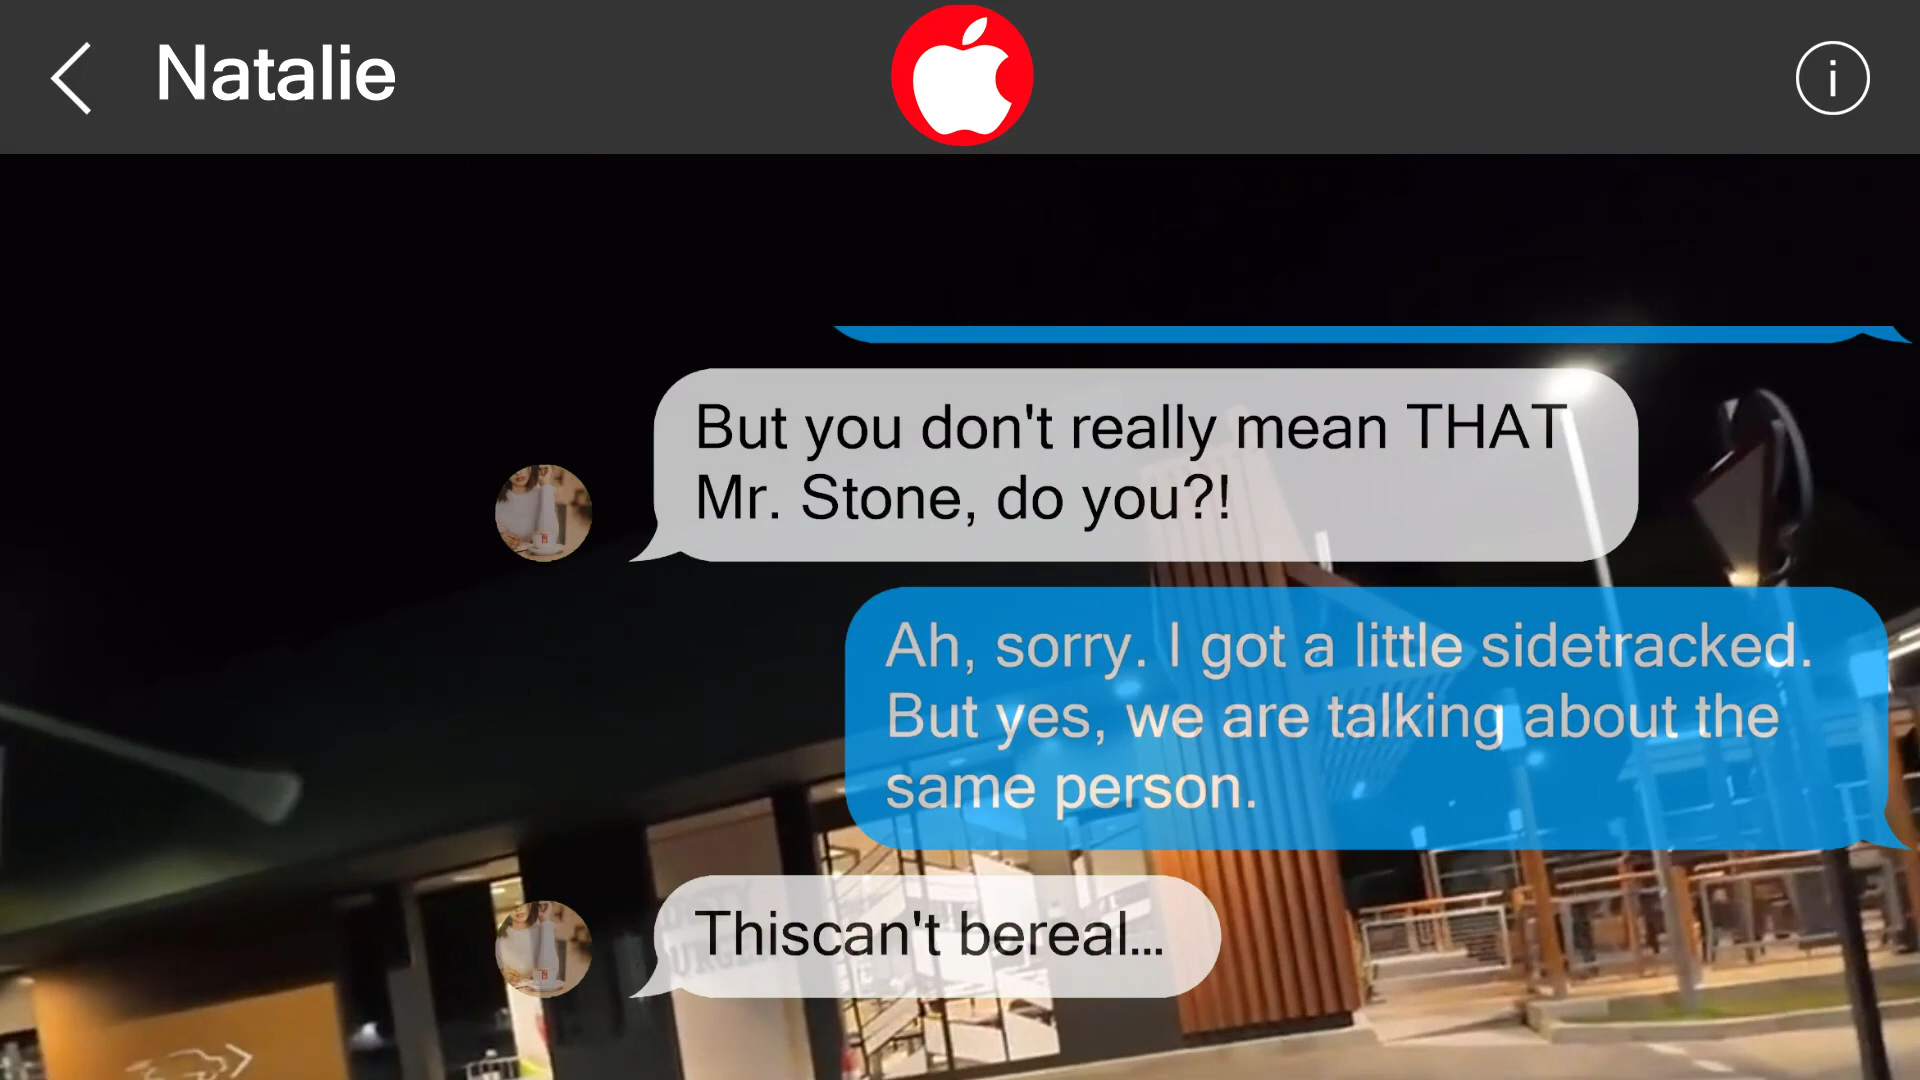 Natalie
But you don't really mean THAT
Mr. Stone, do you?!
Ah, sorry. I got a little sidetracked.
But yes, we are talking about the
same person.
Thiscan't bereal...